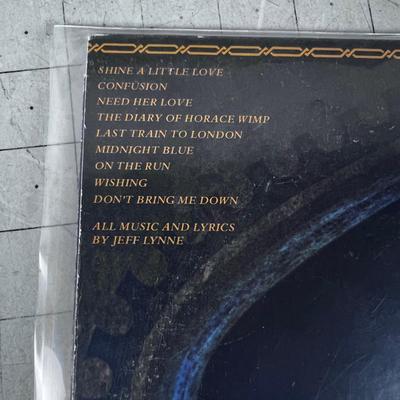 SHINE A LITTLE LOVE
CONFUSION
NEED HER LOVE
THE DIARY OF HORACE WIMP
LAST TRAIN TO LONDON
MIDNIGHT BLUE
ON THE RUN
WISHING
DON'T BRING ME DOWN
ALL MUSIC AND LYRICS
BY JEFF LYNNE